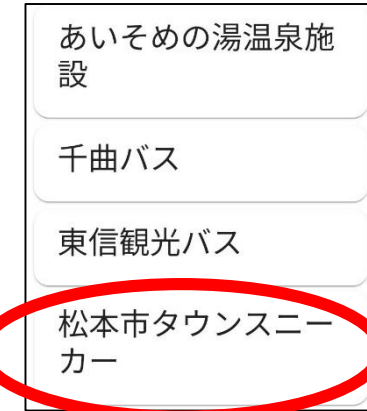 あいそめの湯温泉施
設
千曲バス
東信観光バス
松本市タウンスニー
カー